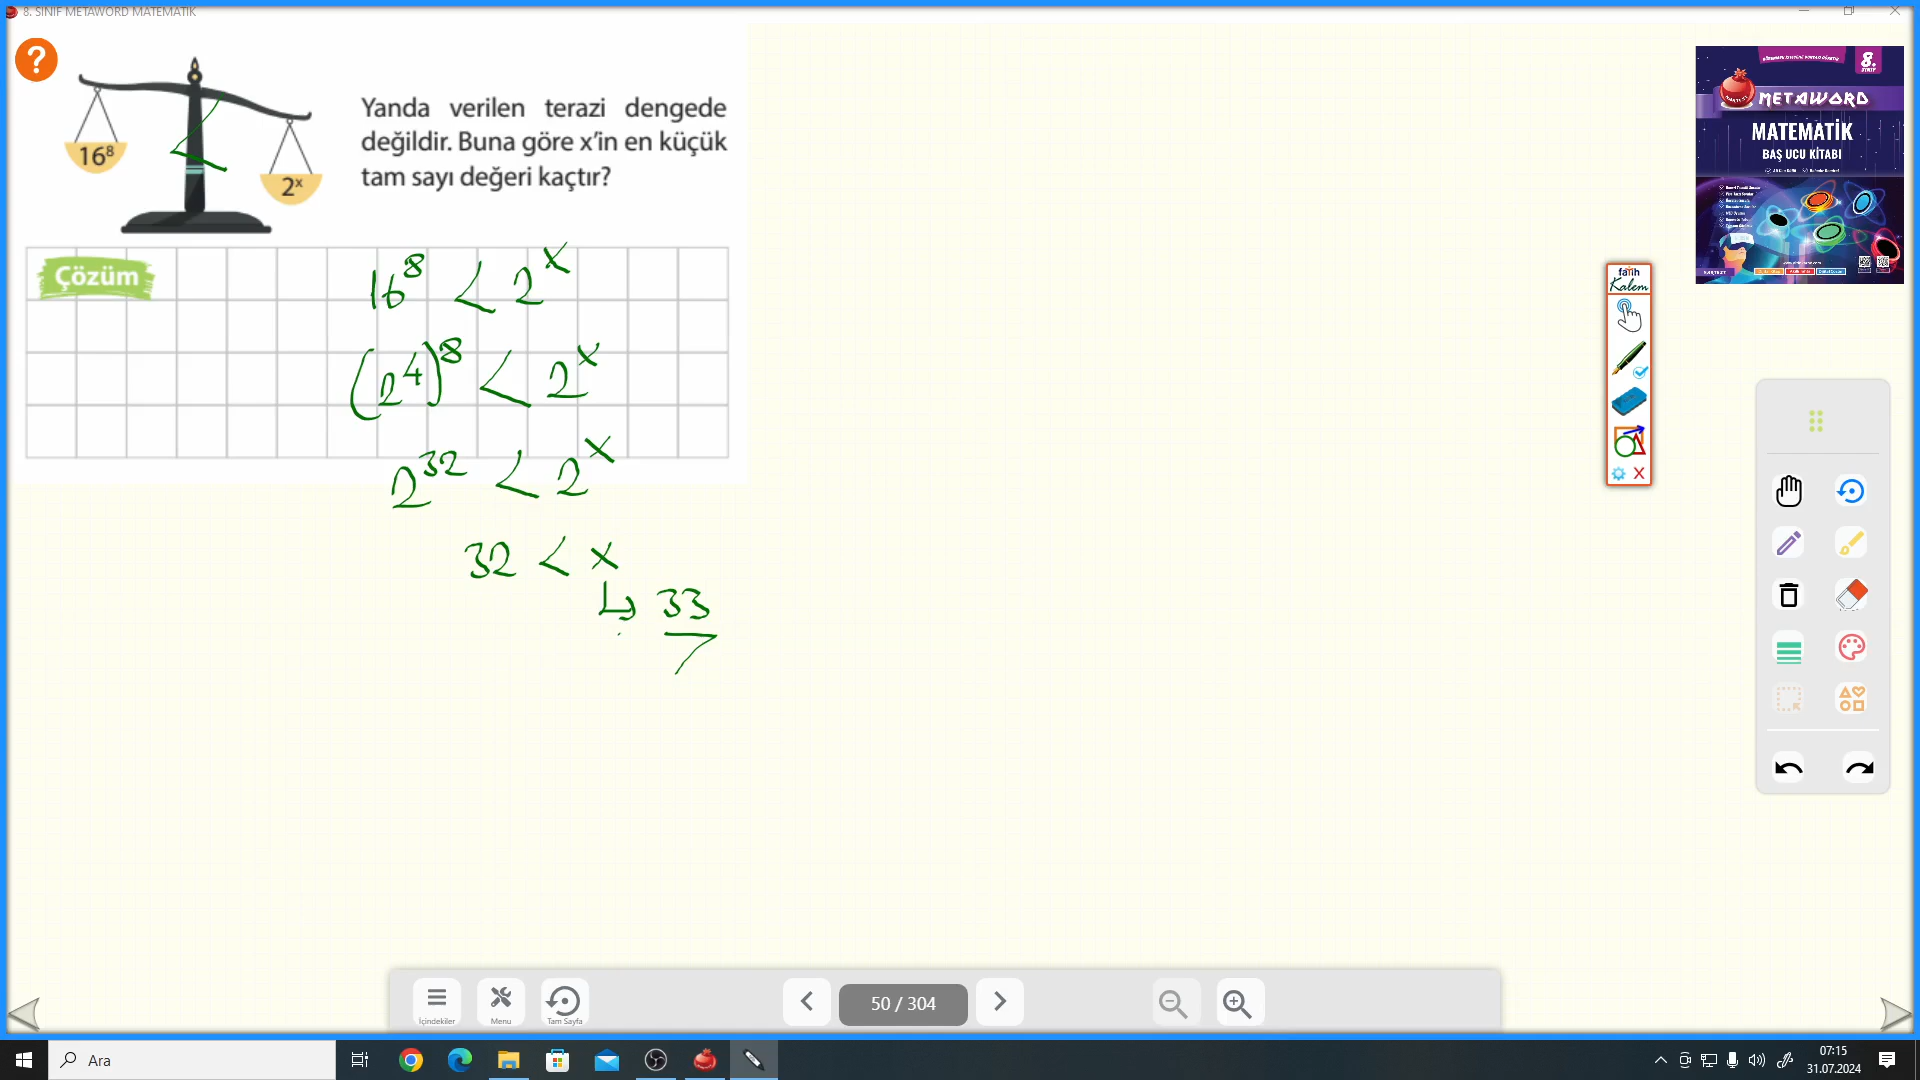 8. SINIF METAWORD MATEMATIK
?
Yanda verilen terazi dengede
değildir. Buna göre x'in en küçük
tam sayı değeri kaçtır?
16⁸
<
2ˣ
Çözüm
16⁸ < 2ˣ
(2⁴)⁸ < 2ˣ
2³² < 2ˣ
32 < x
↳ 33
8.
SINIF
METAWORD
MATEMATİK
BAŞ UCU KİTABI
fatih
Kalem
X
İçindekiler
Menu
Tam Sayfa
50 / 304
Ara
07:15
31.07.2024